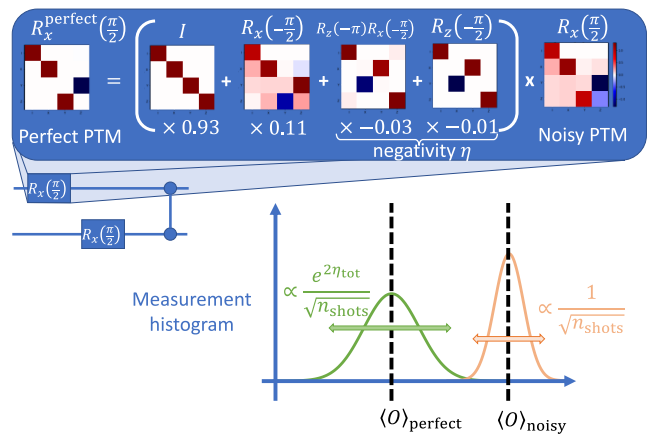 R_x^perfect(π/2) I R_x(-π/2) R_z(-π)R_x(-π/2) R_z(-π/2) R_x(π/2)
= ( + + + ) x
× 0.93 × 0.11 × −0.03 × −0.01
Perfect PTM negativity η Noisy PTM
R_x(π/2)
R_x(π/2)
Measurement
histogram
∝ e^{2η_tot}/√n_shots
∝ 1/√n_shots
⟨O⟩_perfect ⟨O⟩_noisy